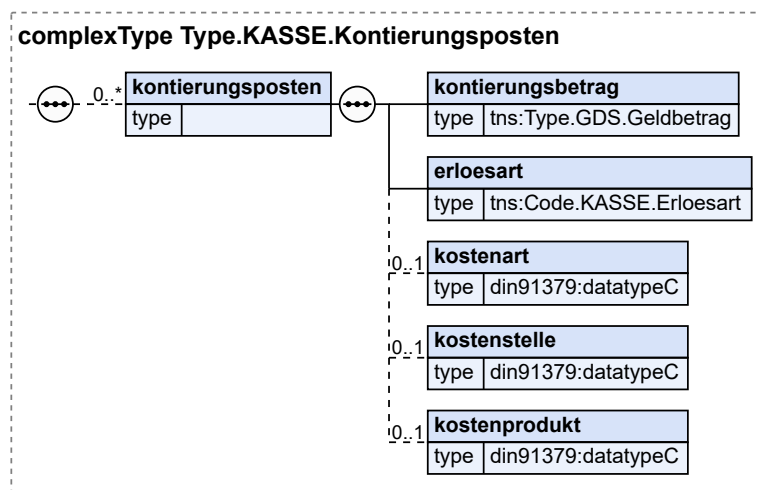 complexType Type.KASSE.Kontierungsposten
0..* kontierungsposten
type
kontierungsbetrag
type tns:Type.GDS.Geldbetrag
erloesart
type tns:Code.KASSE.Erloesart
0..1 kostenart
type din91379:datatypeC
0..1 kostenstelle
type din91379:datatypeC
0..1 kostenprodukt
type din91379:datatypeC